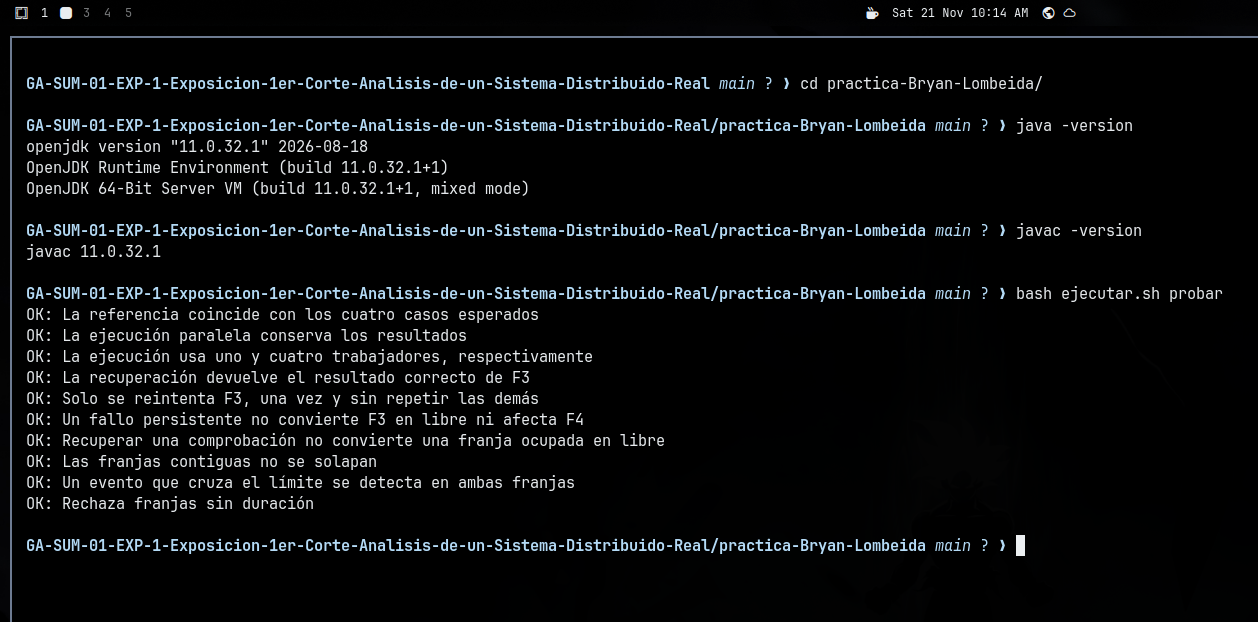 1 3 4 5 Sat 21 Nov 10:14 AM
GA-SUM-01-EXP-1-Exposicion-1er-Corte-Analisis-de-un-Sistema-Distribuido-Real main ? ❯ cd practica-Bryan-Lombeida/
GA-SUM-01-EXP-1-Exposicion-1er-Corte-Analisis-de-un-Sistema-Distribuido-Real/practica-Bryan-Lombeida main ? ❯ java -version
openjdk version "11.0.32.1" 2026-08-18
OpenJDK Runtime Environment (build 11.0.32.1+1)
OpenJDK 64-Bit Server VM (build 11.0.32.1+1, mixed mode)
GA-SUM-01-EXP-1-Exposicion-1er-Corte-Analisis-de-un-Sistema-Distribuido-Real/practica-Bryan-Lombeida main ? ❯ javac -version
javac 11.0.32.1
GA-SUM-01-EXP-1-Exposicion-1er-Corte-Analisis-de-un-Sistema-Distribuido-Real/practica-Bryan-Lombeida main ? ❯ bash ejecutar.sh probar
OK: La referencia coincide con los cuatro casos esperados
OK: La ejecución paralela conserva los resultados
OK: La ejecución usa uno y cuatro trabajadores, respectivamente
OK: La recuperación devuelve el resultado correcto de F3
OK: Solo se reintenta F3, una vez y sin repetir las demás
OK: Un fallo persistente no convierte F3 en libre ni afecta F4
OK: Recuperar una comprobación no convierte una franja ocupada en libre
OK: Las franjas contiguas no se solapan
OK: Un evento que cruza el límite se detecta en ambas franjas
OK: Rechaza franjas sin duración
GA-SUM-01-EXP-1-Exposicion-1er-Corte-Analisis-de-un-Sistema-Distribuido-Real/practica-Bryan-Lombeida main ? ❯